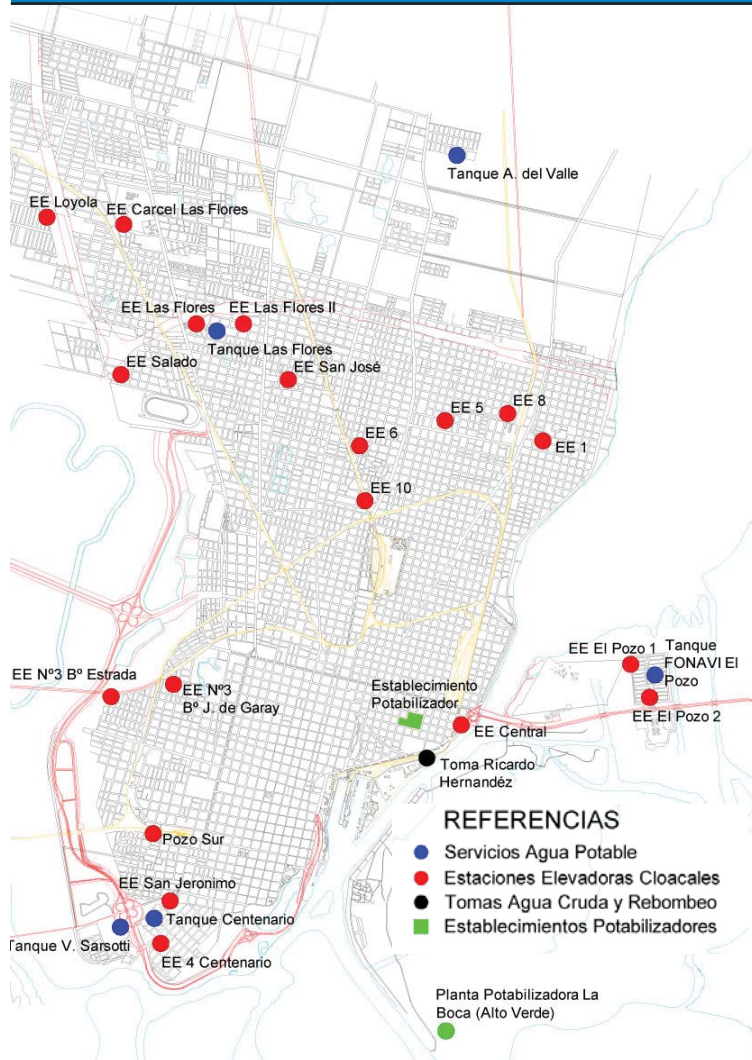 Tanque A. del Valle
EE Loyola
EE Carcel Las Flores
EE Las Flores
EE Las Flores II
Tanque Las Flores
EE Salado
EE San José
EE 5
EE 8
EE 6
EE 1
EE 10
EE El Pozo 1
Tanque
FONAVI El
Pozo
EE Nº3 Bº Estrada
EE Nº3
Bº J. de Garay
Establecimiento
Potabilizador
EE El Pozo 2
EE Central
Toma Ricardo
Hernandéz
REFERENCIAS
Servicios Agua Potable
Estaciones Elevadoras Cloacales
Tomas Agua Cruda y Rebombeo
Establecimientos Potabilizadores
Pozo Sur
EE San Jeronimo
Tanque Centenario
Tanque V. Sarsotti
EE 4 Centenario
Planta Potabilizadora La
Boca (Alto Verde)